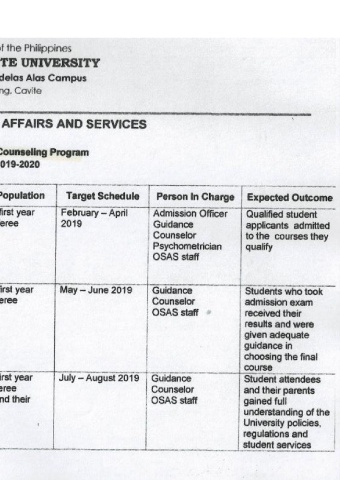 of the Philippines
TE UNIVERSITY
delas Alas Campus
ng, Cavite
AFFAIRS AND SERVICES
Counseling Program
2019-2020
Population Target Schedule Person In Charge Expected Outcome
first year
eree
February – April
2019
Admission Officer
Guidance
Counselor
Psychometrician
OSAS staff
Qualified student
applicants admitted
to the courses they
qualify
first year
eree
May – June 2019
Guidance
Counselor
OSAS staff
Students who took
admission exam
received their
results and were
given adequate
guidance in
choosing the final
course
first year
eree
nd their
July – August 2019
Guidance
Counselor
OSAS staff
Student attendees
and their parents
gained full
understanding of the
University policies,
regulations and
student services